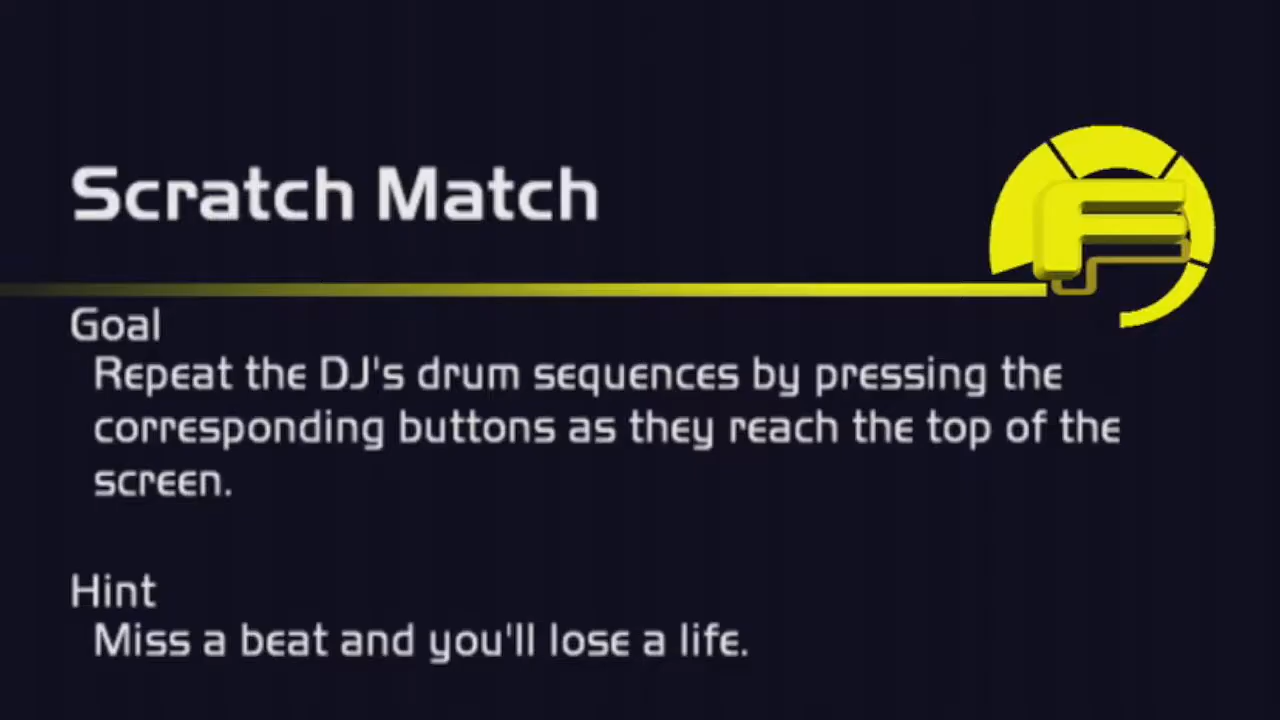 Scratch Match
F
Goal
Repeat the DJ's drum sequences by pressing the
corresponding buttons as they reach the top of the
screen.
Hint
Miss a beat and you'll lose a life.